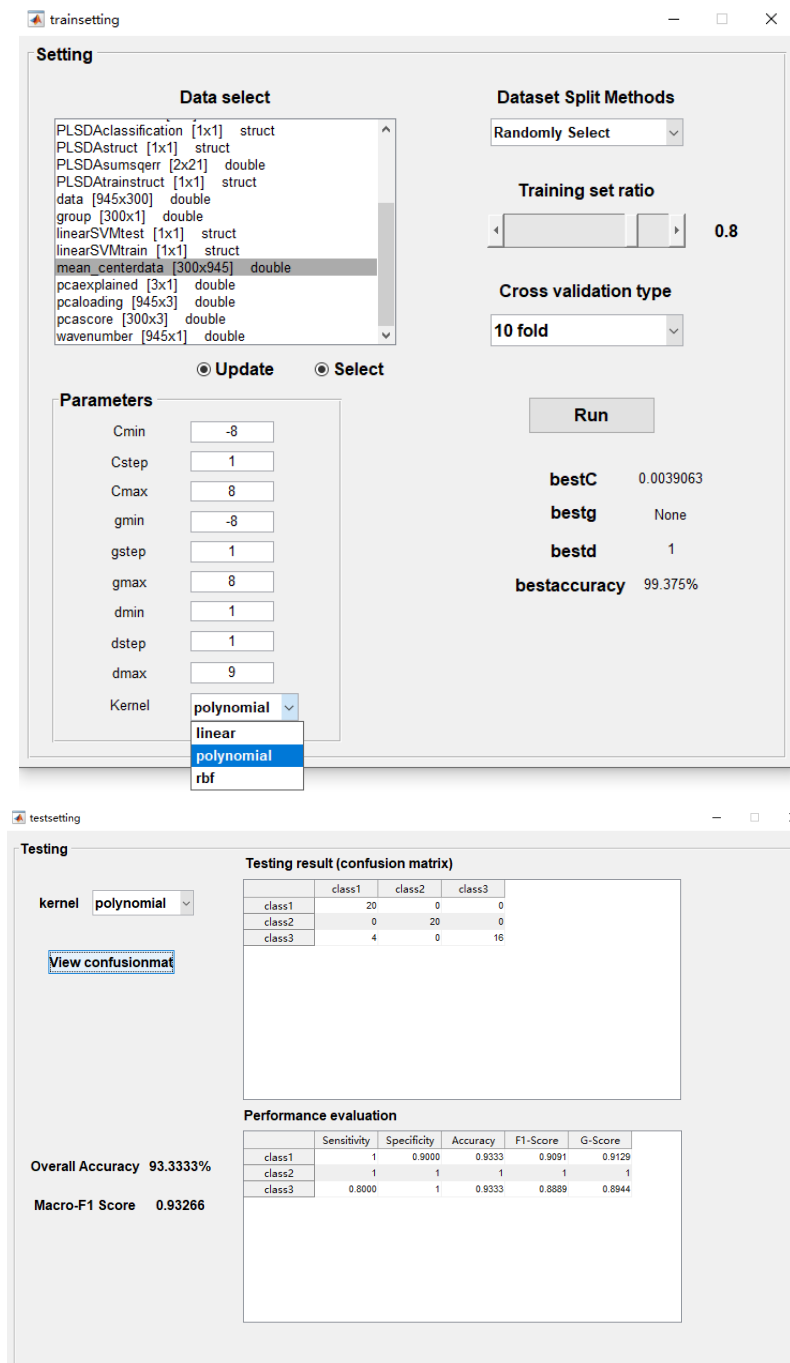 trainsetting
Setting
Data select
PLSDAclassification [1x1] struct
PLSDAstruct [1x1] struct
PLSDAsumsqerr [2x21] double
PLSDAtrainstruct [1x1] struct
data [945x300] double
group [300x1] double
linearSVMtest [1x1] struct
linearSVMtrain [1x1] struct
mean_centerdata [300x945] double
pcaexplained [3x1] double
pcaloading [945x3] double
pcascore [300x3] double
wavenumber [945x1] double
Update Select
Dataset Split Methods
Randomly Select
Training set ratio
0.8
Cross validation type
10 fold
Run
bestC 0.0039063
bestg None
bestd 1
bestaccuracy 99.375%
Parameters
Cmin -8
Cstep 1
Cmax 8
gmin -8
gstep 1
gmax 8
dmin 1
dstep 1
dmax 9
Kernel polynomial
linear
polynomial
rbf
testsetting
Testing
kernel polynomial
View confusionmat
Testing result (confusion matrix)
class1 class2 class3
class1 20 0 0
class2 0 20 0
class3 4 0 16
Overall Accuracy 93.3333%
Macro-F1 Score 0.93266
Performance evaluation
Sensitivity Specificity Accuracy F1-Score G-Score
class1 1 0.9000 0.9333 0.9091 0.9129
class2 1 1 1 1 1
class3 0.8000 1 0.9333 0.8889 0.8944